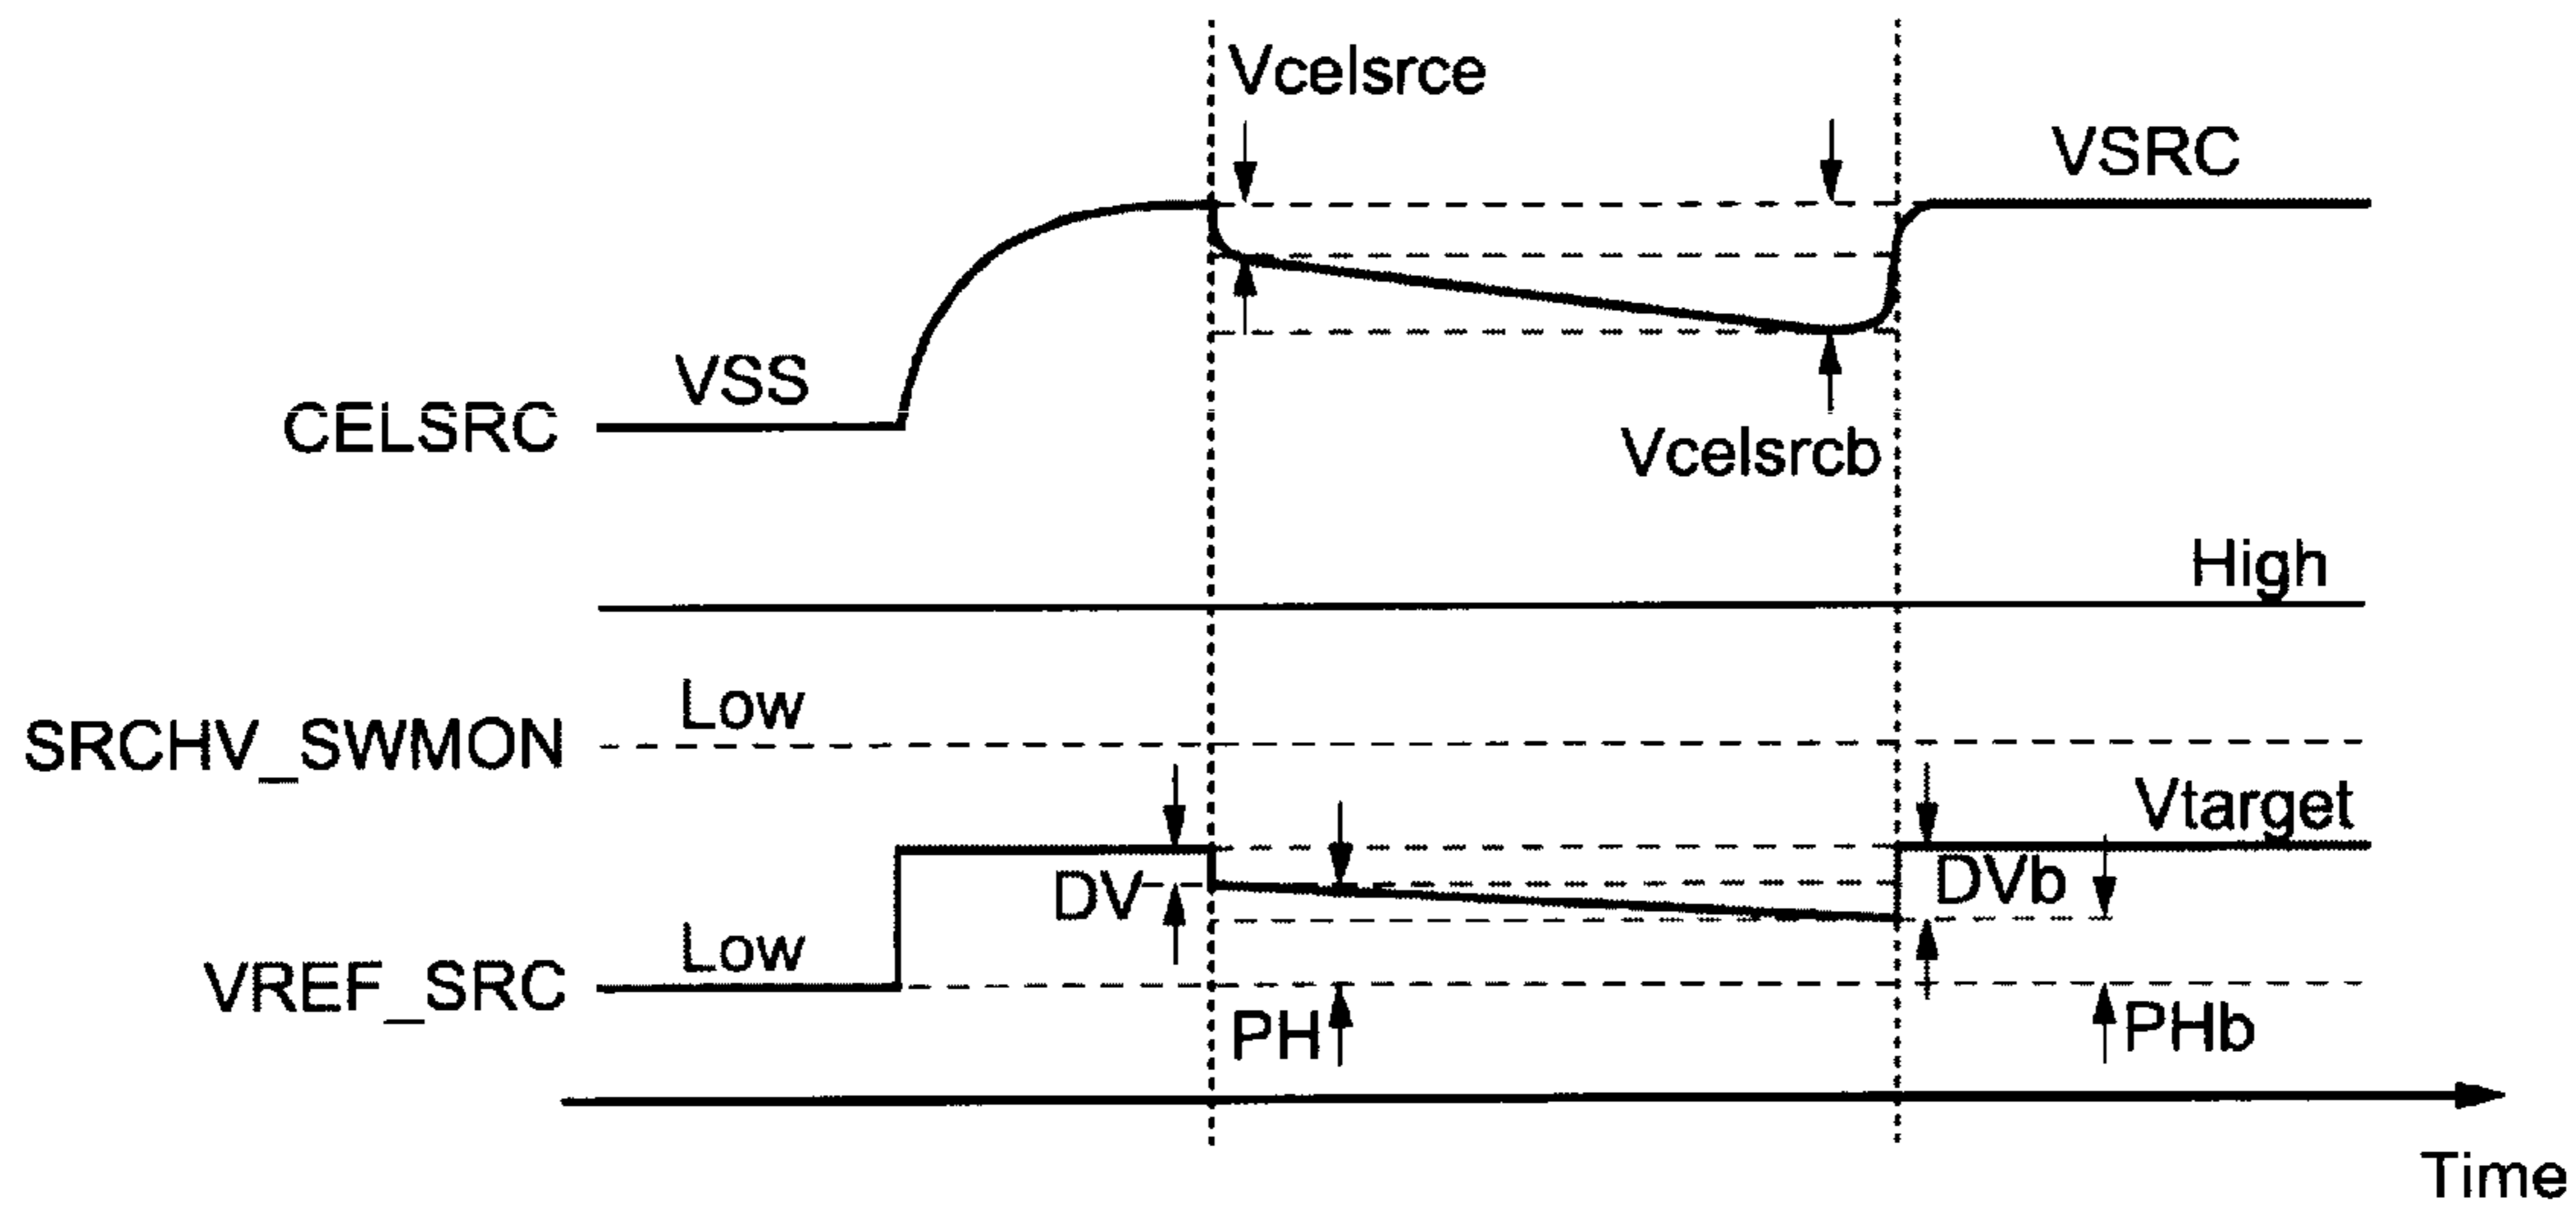 Vcelsrce
VSRC
VSS
CELSRC
Vcelsrcb
High
Low
SRCHV_SWMON
Vtarget
DV
DVb
Low
VREF_SRC
PH
PHb
Time